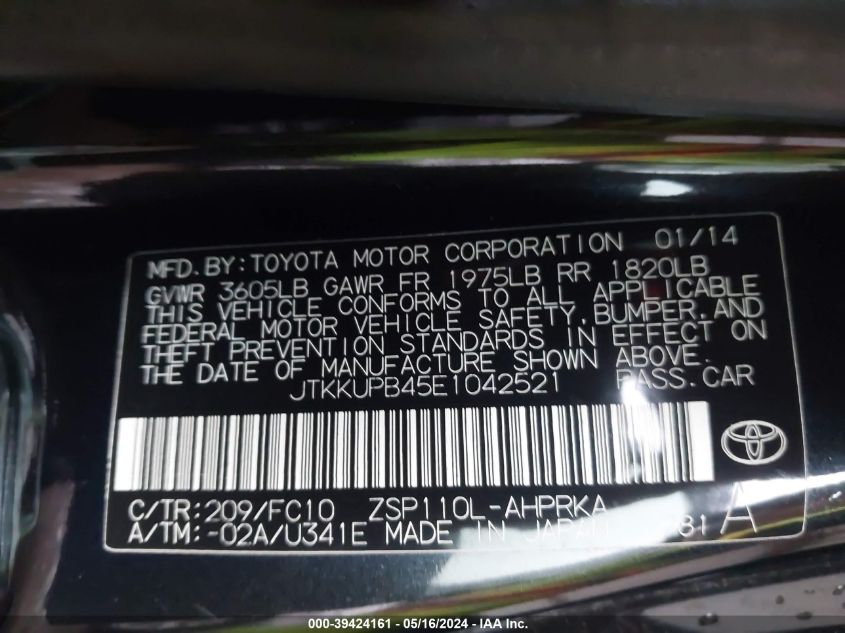 MFD. BY: TOYOTA MOTOR CORPORATION 01/14
GVWR 3605LB GAWR FR 1975LB RR 1820LB
THIS VEHICLE CONFORMS TO ALL APPLICABLE
FEDERAL MOTOR VEHICLE SAFETY, BUMPER, AND
THEFT PREVENTION STANDARDS IN EFFECT ON
THE DATE OF MANUFACTURE SHOWN ABOVE.
JTKKUPB45E1042521 PASS. CAR
C/TR: 209/FC10 ZSP110L-AHPRKA
A/TM: -02A/U341E MADE IN JAPAN 281 A
000-39424161 - 05/16/2024 - IAA Inc.